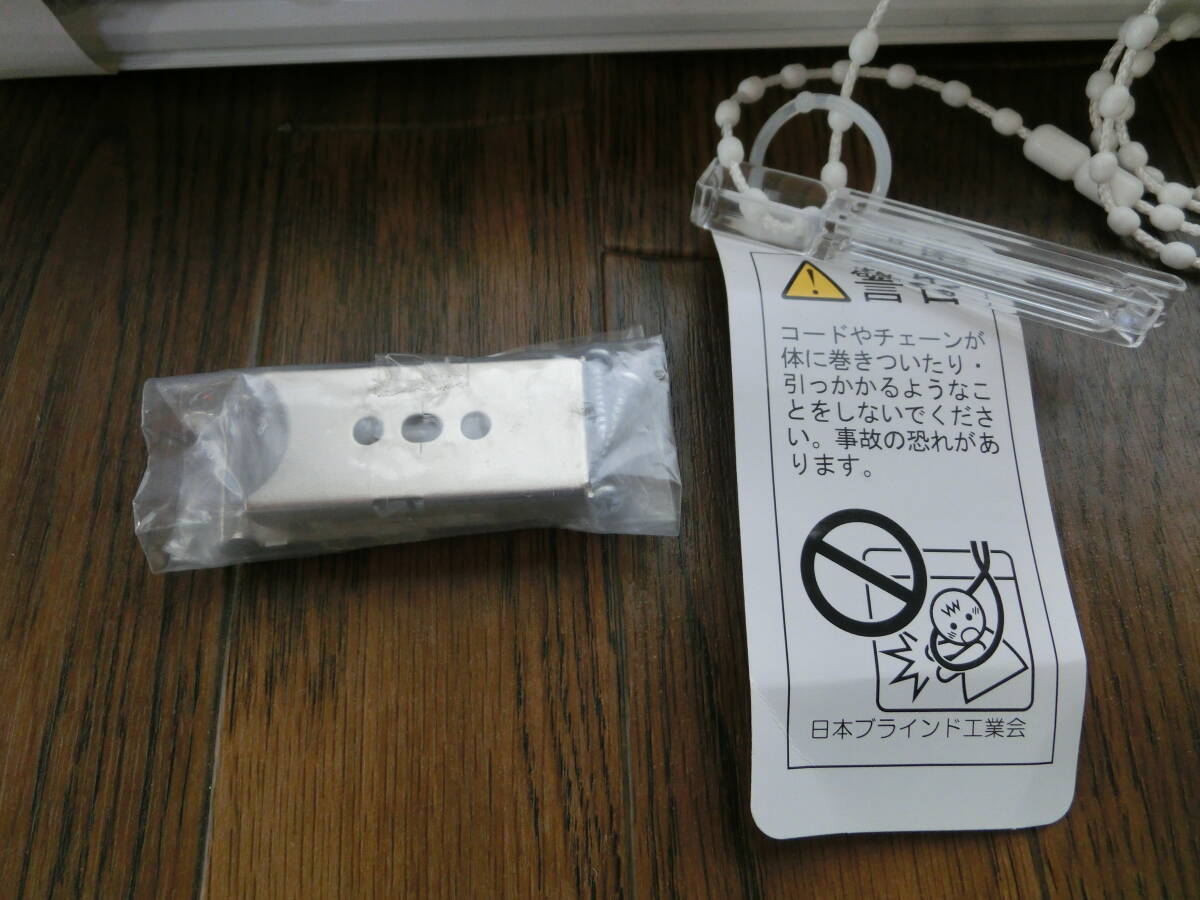 警告
コードやチェーンが
体に巻きついたり・
引っかかるようなこ
とをしないでくださ
い。事故の恐れがあ
ります。
日本ブラインド工業会